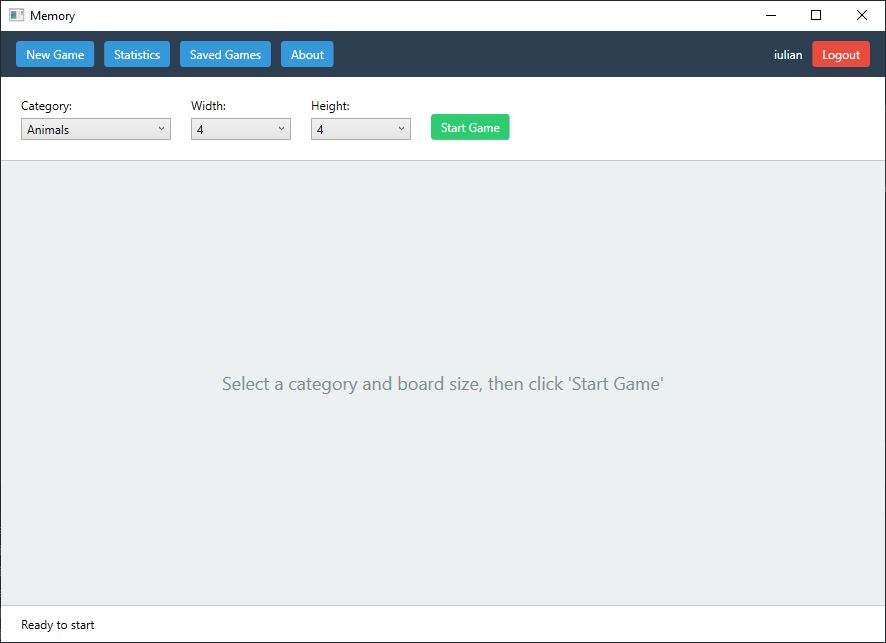 Memory
New Game Statistics Saved Games About iulian Logout
Category: Width: Height:
Animals 4 4 Start Game
Select a category and board size, then click 'Start Game'
Ready to start